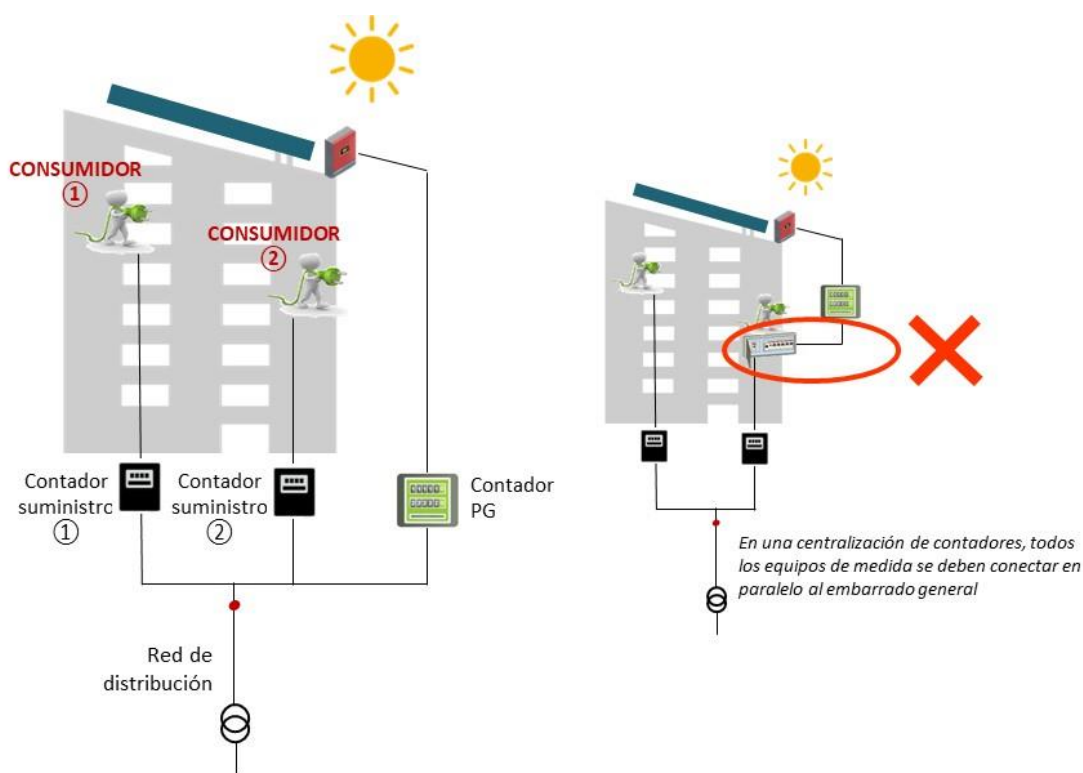 CONSUMIDOR
①
CONSUMIDOR
②
Contador
suministro
①
Contador
suministro
②
Contador
PG
Red de
distribución
En una centralización de contadores, todos
los equipos de medida se deben conectar en
paralelo al embarrado general